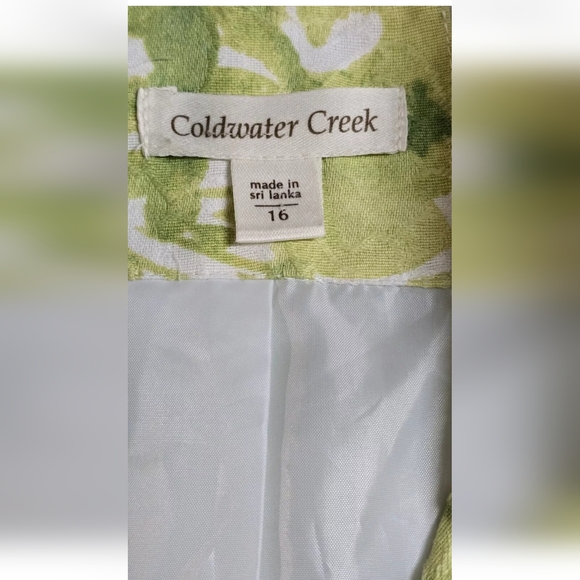 Coldwater Creek
made in
sri lanka
16